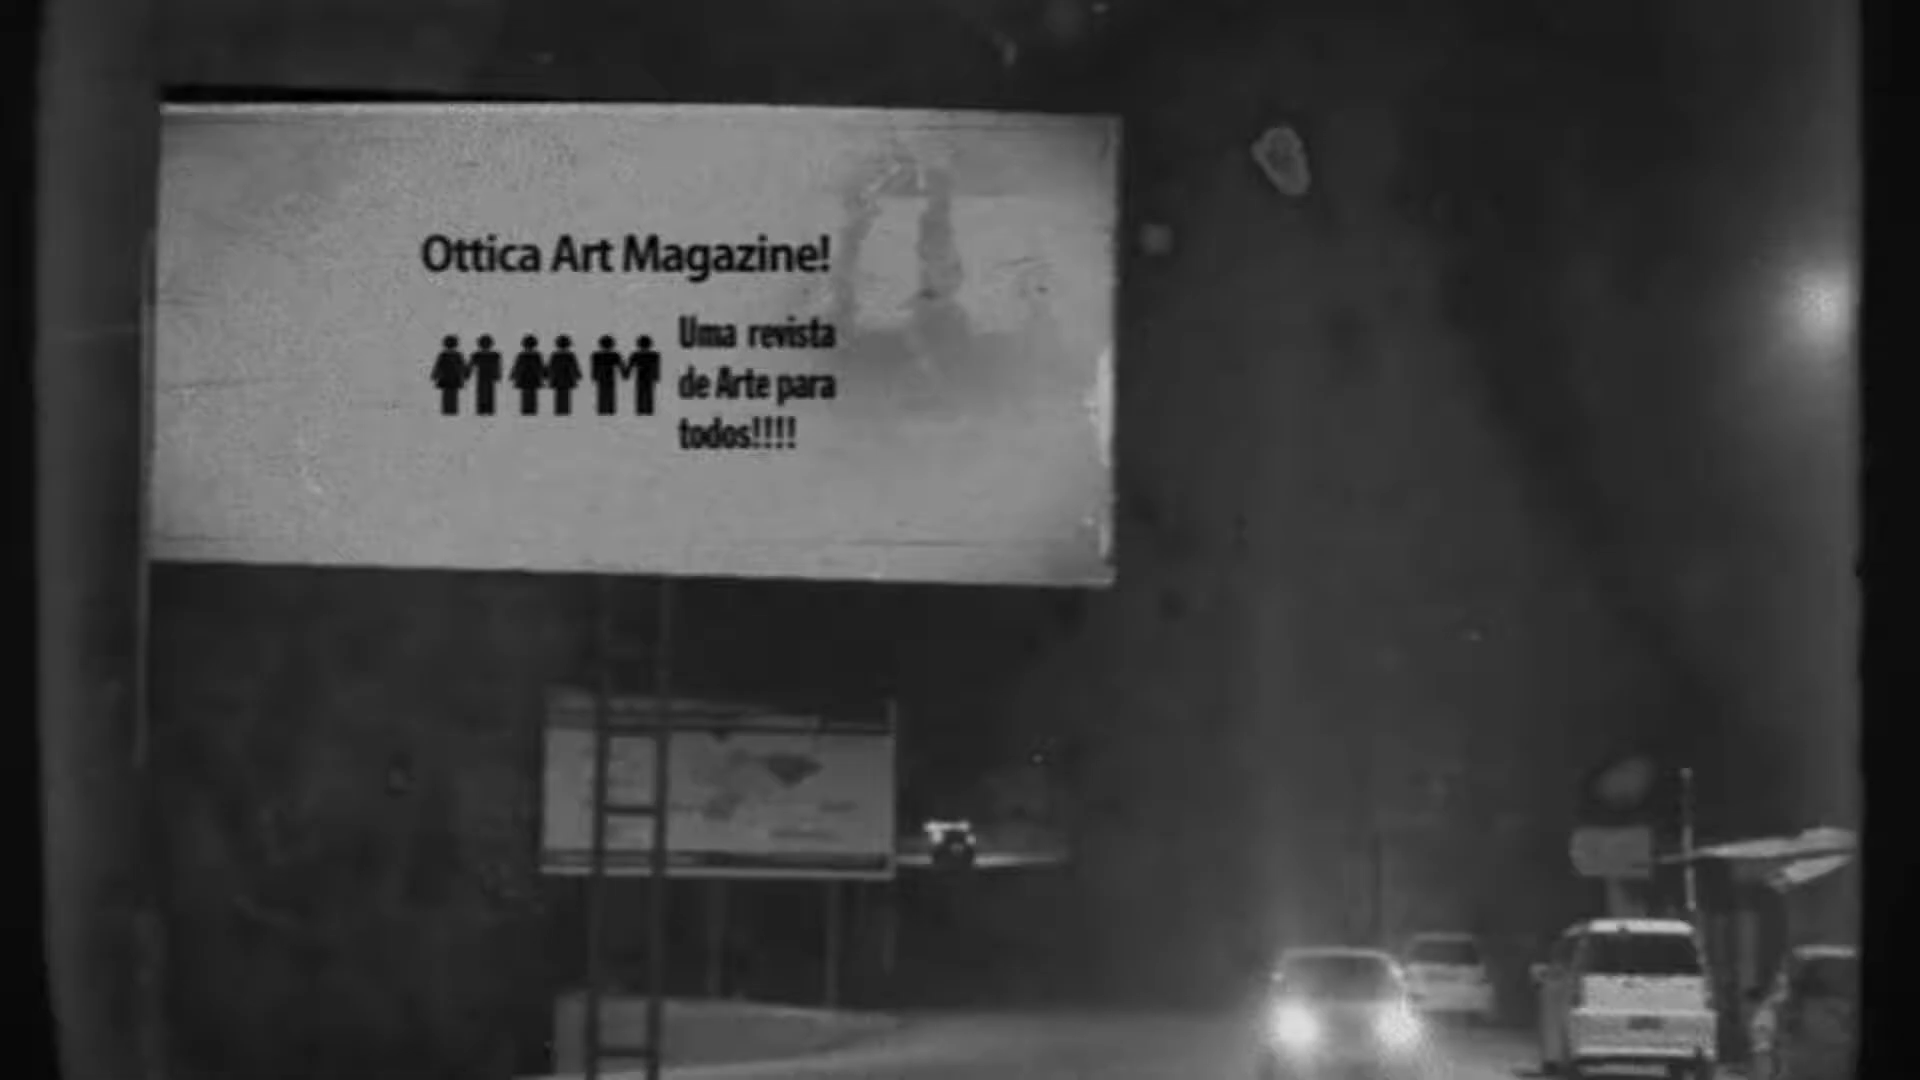 Ottica Art Magazine!
Uma revista
de Arte para
todos!!!!